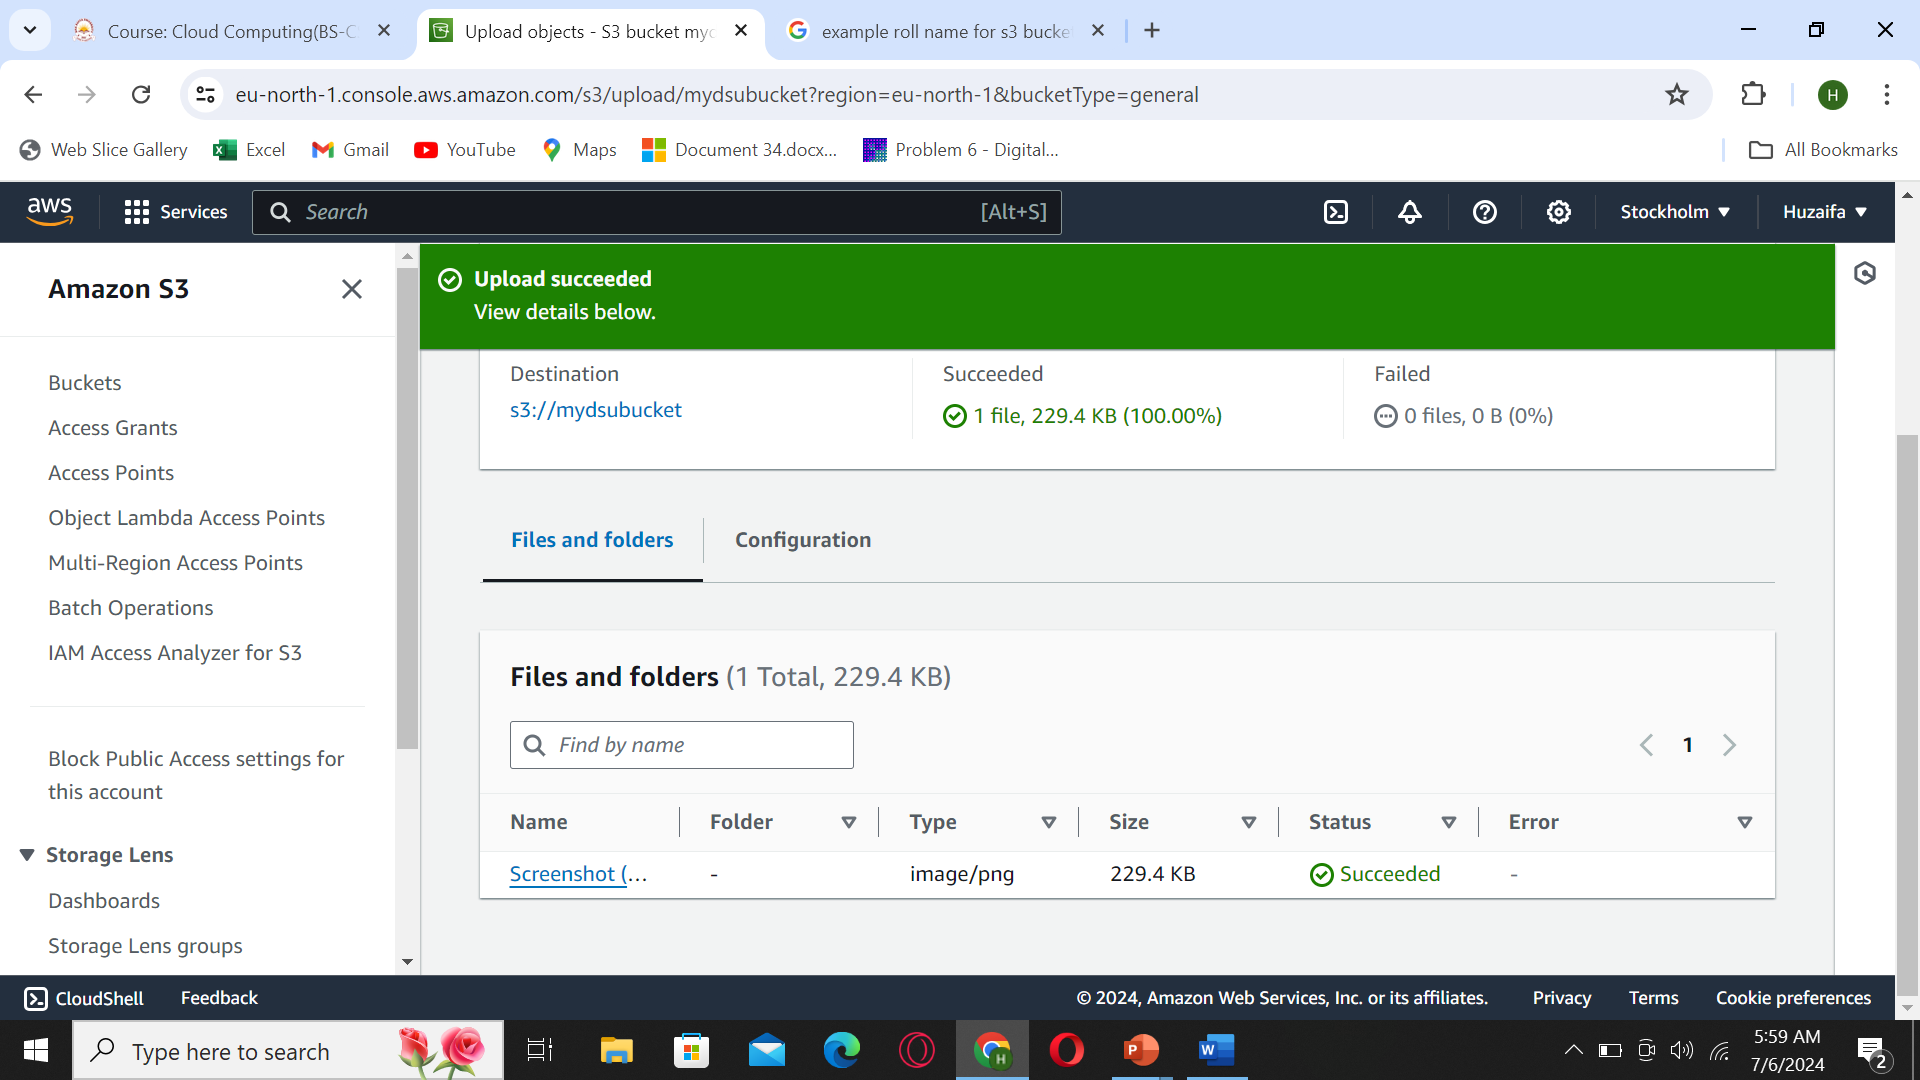 Course: Cloud Computing(BS-C
Upload objects - S3 bucket myd
example roll name for s3 bucke
eu-north-1.console.aws.amazon.com/s3/upload/mydsubucket?region=eu-north-1&bucketType=general
H
Web Slice Gallery
Excel
Gmail
YouTube
Maps
Document 34.docx...
Problem 6 - Digital...
All Bookmarks
aws
Services
Search
[Alt+S]
Stockholm
Huzaifa
Amazon S3
Buckets
Access Grants
Access Points
Object Lambda Access Points
Multi-Region Access Points
Batch Operations
IAM Access Analyzer for S3
Block Public Access settings for
this account
Storage Lens
Dashboards
Storage Lens groups
Upload succeeded
View details below.
Destination
s3://mydsubucket
Succeeded
1 file, 229.4 KB (100.00%)
Failed
0 files, 0 B (0%)
Files and folders
Configuration
Files and folders (1 Total, 229.4 KB)
Find by name
1
Name Folder Type Size Status Error
Screenshot (... - image/png 229.4 KB Succeeded -
CloudShell
Feedback
© 2024, Amazon Web Services, Inc. or its affiliates.
Privacy
Terms
Cookie preferences
Type here to search
H
P
W
5:59 AM
7/6/2024
2